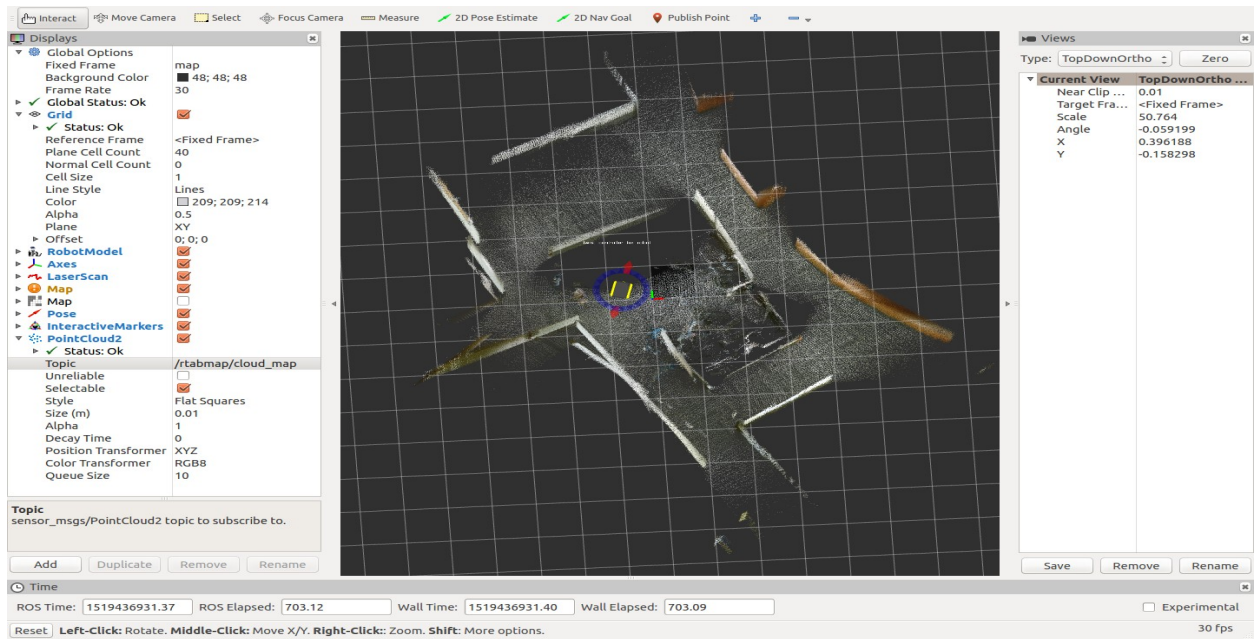 Interact Move Camera Select Focus Camera Measure 2D Pose Estimate 2D Nav Goal Publish Point
Displays
Global Options
Fixed Frame map
Background Color 48; 48; 48
Frame Rate 30
Global Status: Ok
Grid
Status: Ok
Reference Frame <Fixed Frame>
Plane Cell Count 40
Normal Cell Count 0
Cell Size 1
Line Style Lines
Color 209; 209; 214
Alpha 0.5
Plane XY
Offset 0; 0; 0
RobotModel
Axes
LaserScan
Map
Map
Pose
InteractiveMarkers
PointCloud2
Status: Ok
Topic /rtabmap/cloud_map
Unreliable
Selectable
Style Flat Squares
Size (m) 0.01
Alpha 1
Decay Time 0
Position Transformer XYZ
Color Transformer RGB8
Queue Size 10
Topic
sensor_msgs/PointCloud2 topic to subscribe to.
Add Duplicate Remove Rename
Views
Type: TopDownOrtho Zero
Current View TopDownOrtho ...
Near Clip ... 0.01
Target Fra... <Fixed Frame>
Scale 50.764
Angle -0.059199
X 0.396188
Y -0.158298
Save Remove Rename
Time
ROS Time: 1519436931.37 ROS Elapsed: 703.12 Wall Time: 1519436931.40 Wall Elapsed: 703.09 Experimental
Reset Left-Click: Rotate. Middle-Click: Move X/Y. Right-Click:: Zoom. Shift: More options. 30 fps